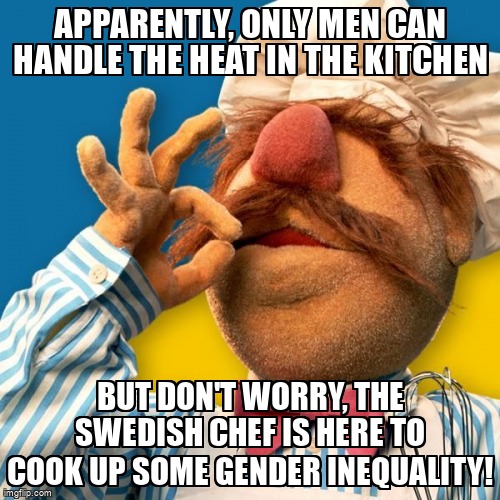 APPARENTLY, ONLY MEN CAN
HANDLE THE HEAT IN THE KITCHEN
BUT DON'T WORRY, THE
SWEDISH CHEF IS HERE TO
COOK UP SOME GENDER INEQUALITY!
imgflip.com